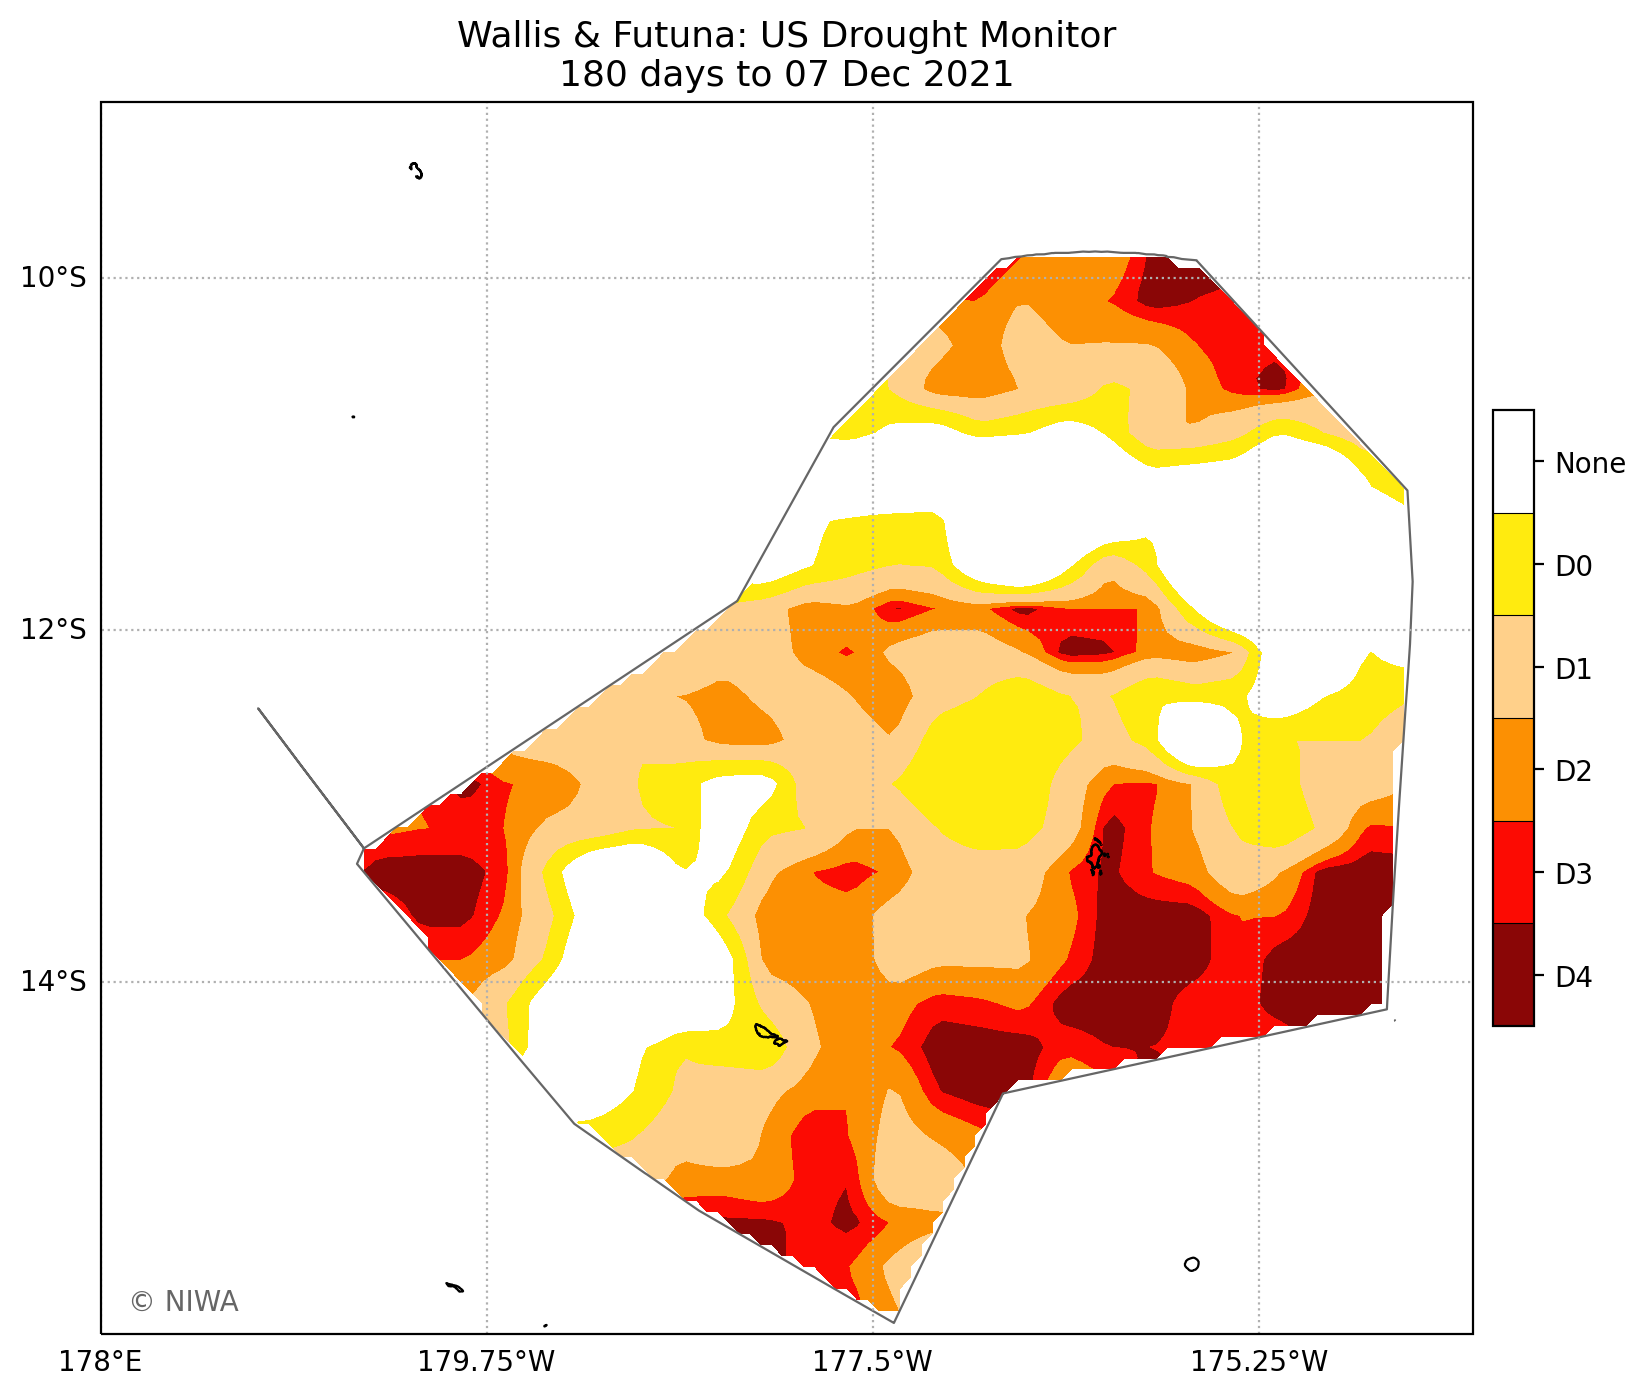 Wallis & Futuna: US Drought Monitor
180 days to 07 Dec 2021
10°S
12°S
14°S
178°E
179.75°W
177.5°W
175.25°W
None
D0
D1
D2
D3
D4
© NIWA